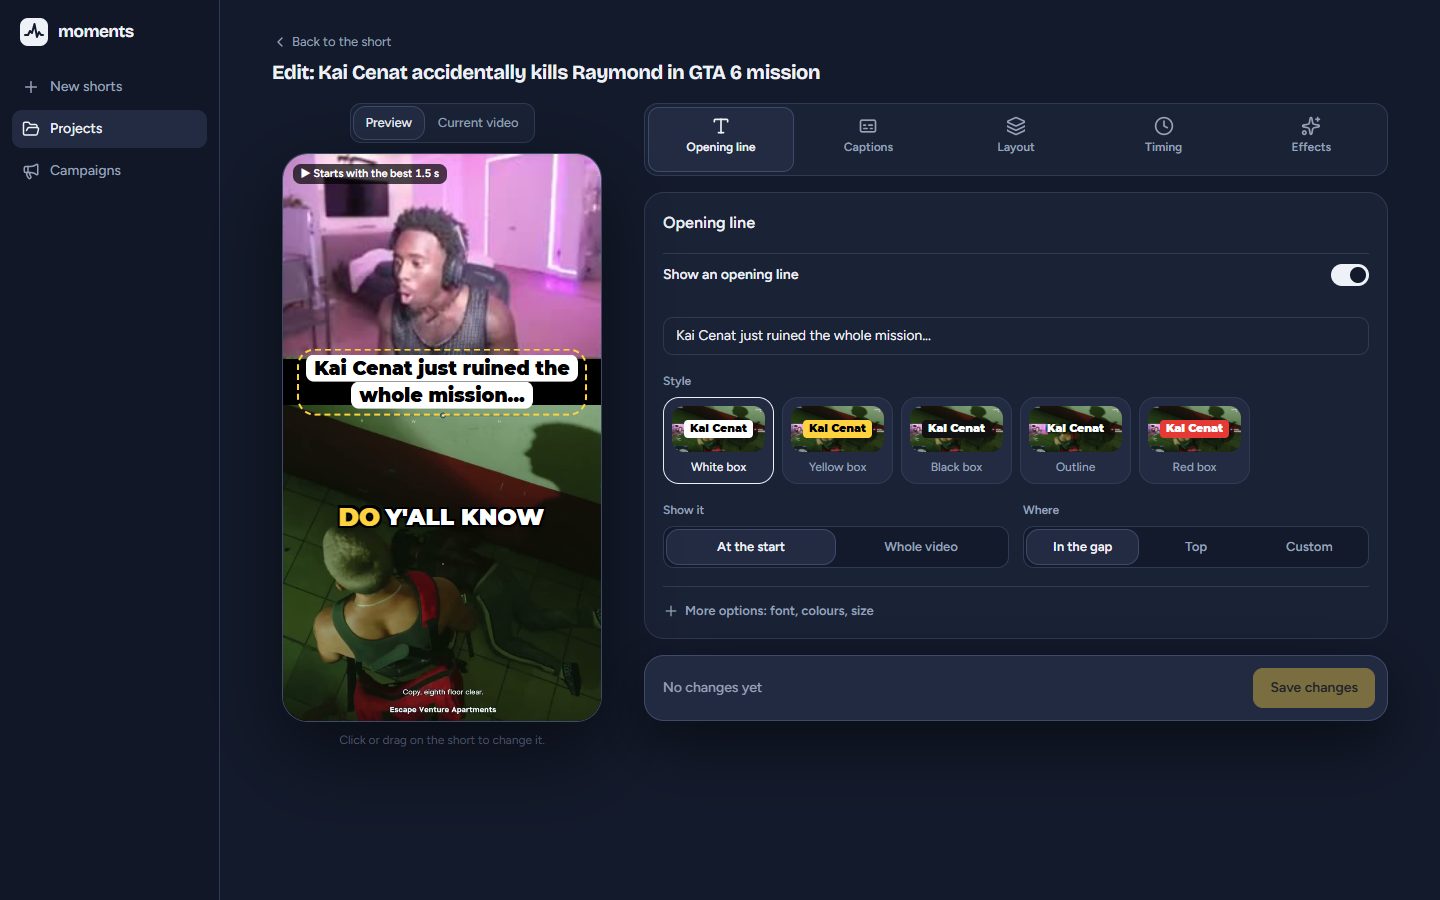 moments
New shorts
Projects
Campaigns
Back to the short
Edit: Kai Cenat accidentally kills Raymond in GTA 6 mission
Preview
Current video
▶ Starts with the best 1.5 s
Kai Cenat just ruined the
whole mission...
DO Y'ALL KNOW
Copy, eighth floor clear.
Escape Venture Apartments
Click or drag on the short to change it.
Opening line
Captions
Layout
Timing
Effects
Opening line
Show an opening line
Kai Cenat just ruined the whole mission...
Style
Kai Cenat
Kai Cenat
Kai Cenat
Kai Cenat
Kai Cenat
White box
Yellow box
Black box
Outline
Red box
Show it
Where
At the start
Whole video
In the gap
Top
Custom
More options: font, colours, size
No changes yet
Save changes